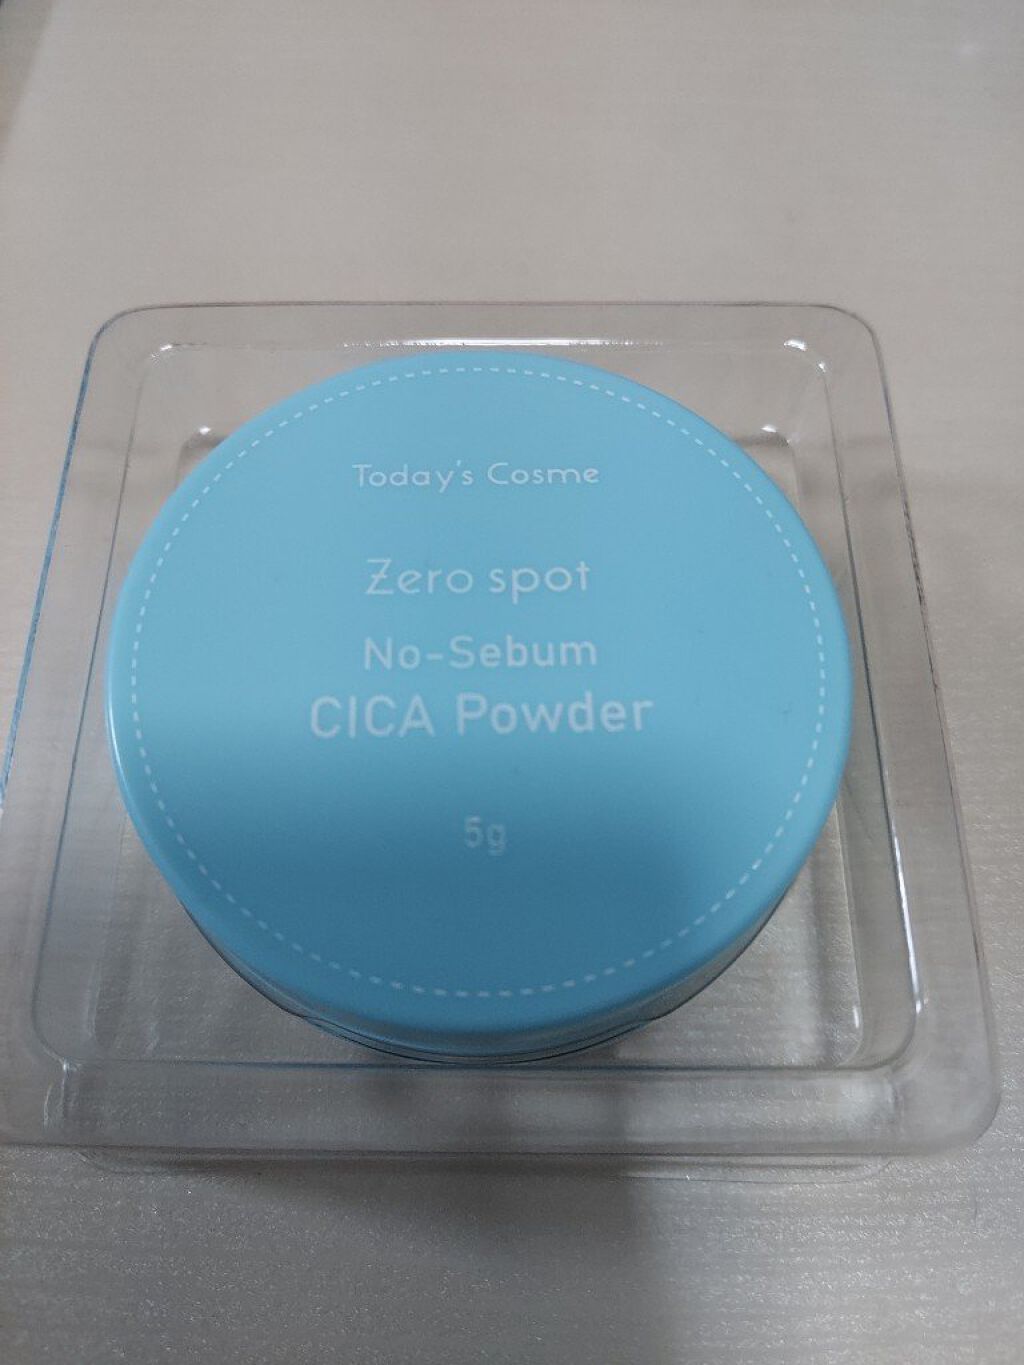 Today's Cosme
Zero spot
No-Sebum
CICA Powder
5g